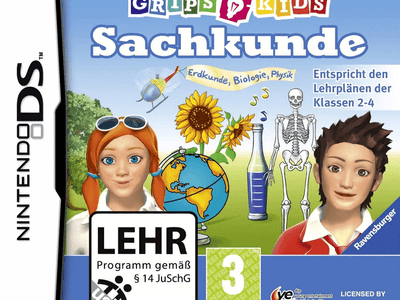 GRIPS KIDS
Sachkunde
Erdkunde, Biologie, Physik
Entspricht den
Lehrplänen der
Klassen 2-4
NINTENDO DS
TM
Ravensburger
LEHR
Programm gemäß
§ 14 JuSchG
3
LICENSED BY